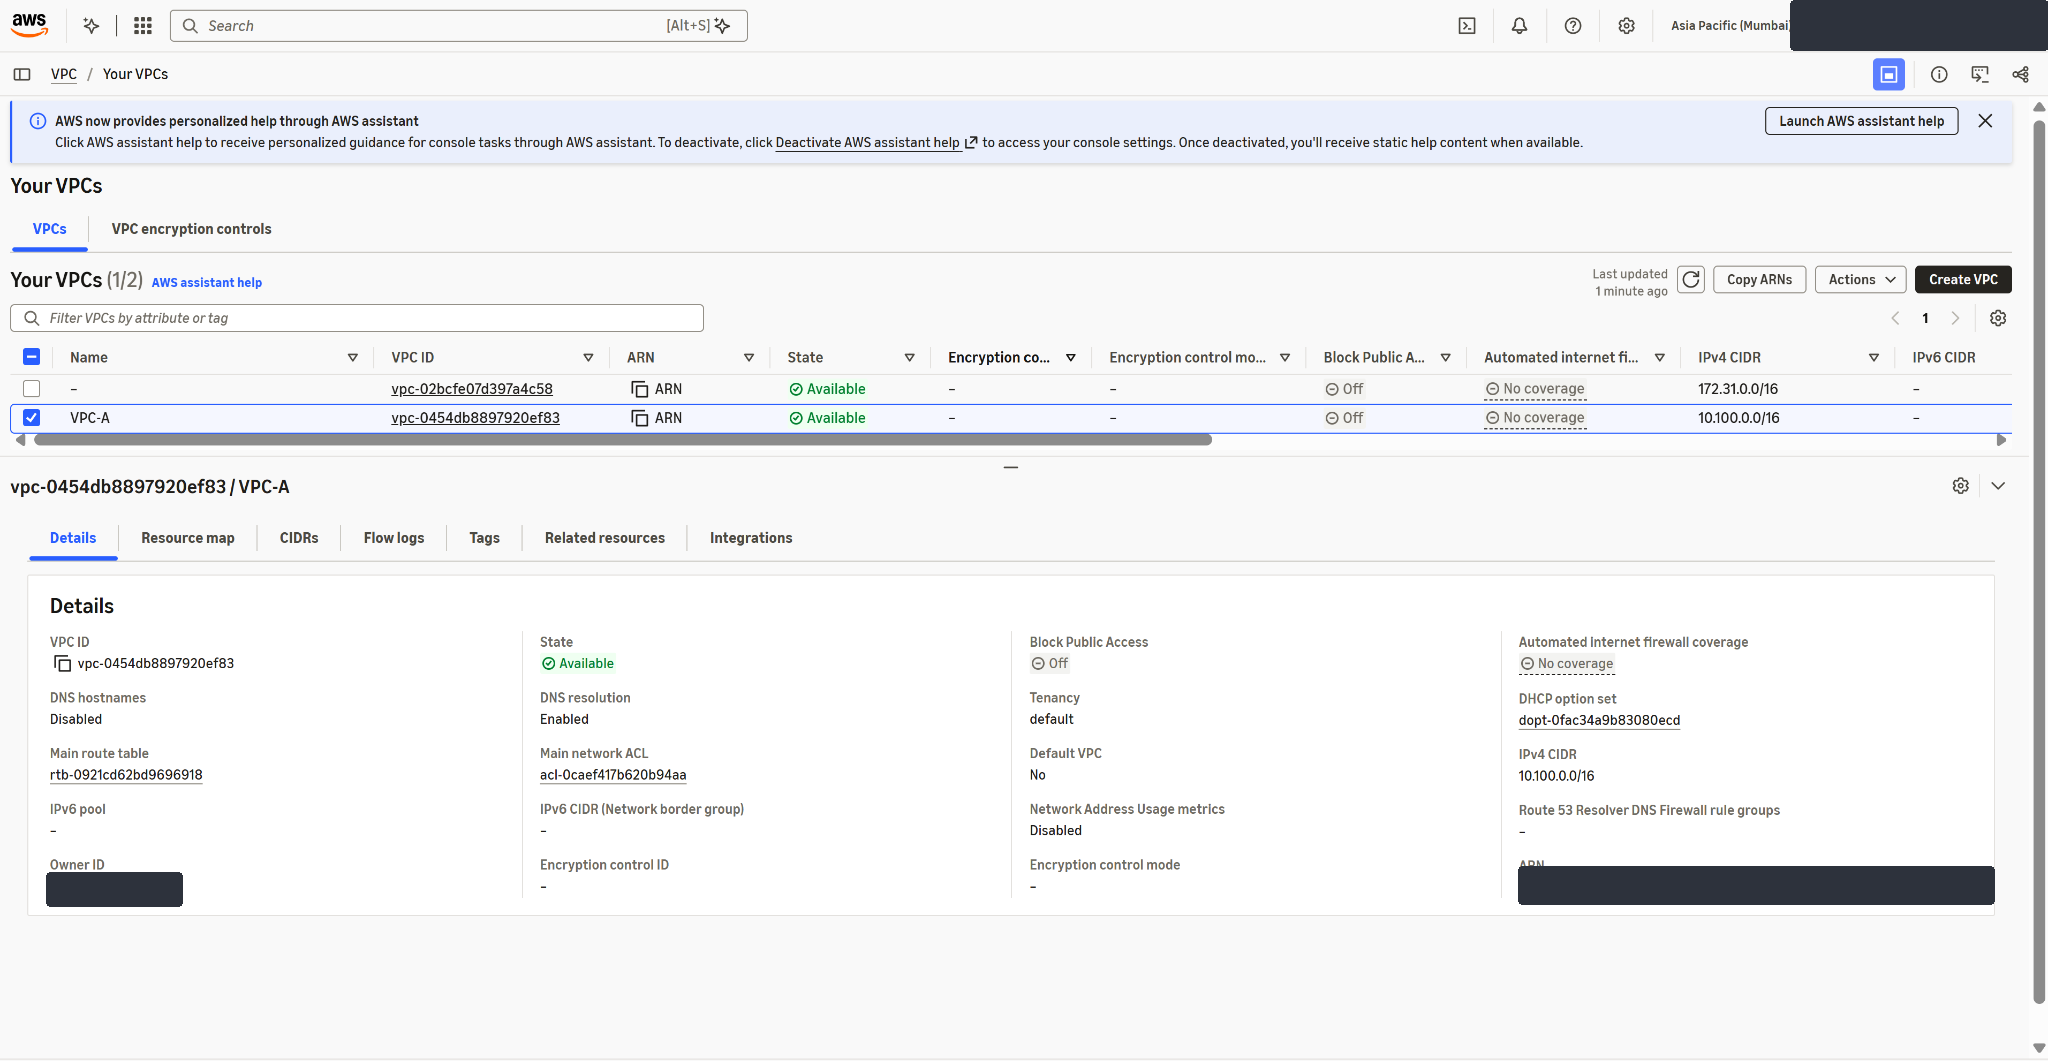 aws
Search [Alt+S]
Asia Pacific (Mumbai)
VPC / Your VPCs
AWS now provides personalized help through AWS assistant
Click AWS assistant help to receive personalized guidance for console tasks through AWS assistant. To deactivate, click Deactivate AWS assistant help to access your console settings. Once deactivated, you'll receive static help content when available.
Launch AWS assistant help
Your VPCs
VPCs
VPC encryption controls
Your VPCs (1/2) AWS assistant help
Last updated
1 minute ago
Copy ARNs
Actions
Create VPC
Filter VPCs by attribute or tag
1
Name VPC ID ARN State Encryption co... Encryption control mo... Block Public A... Automated internet fi... IPv4 CIDR IPv6 CIDR
– vpc-02bcfe07d397a4c58 ARN Available – – Off No coverage 172.31.0.0/16 –
VPC-A vpc-0454db8897920ef83 ARN Available – – Off No coverage 10.100.0.0/16 –
vpc-0454db8897920ef83 / VPC-A
Details Resource map CIDRs Flow logs Tags Related resources Integrations
Details
VPC ID
vpc-0454db8897920ef83
State
Available
Block Public Access
Off
Automated internet firewall coverage
No coverage
DNS hostnames
Disabled
DNS resolution
Enabled
Tenancy
default
DHCP option set
dopt-0fac34a9b83080ecd
Main route table
rtb-0921cd62bd9696918
Main network ACL
acl-0caef417b620b94aa
Default VPC
No
IPv4 CIDR
10.100.0.0/16
IPv6 pool
–
IPv6 CIDR (Network border group)
–
Network Address Usage metrics
Disabled
Route 53 Resolver DNS Firewall rule groups
–
Owner ID
Encryption control ID
–
Encryption control mode
–
ARN